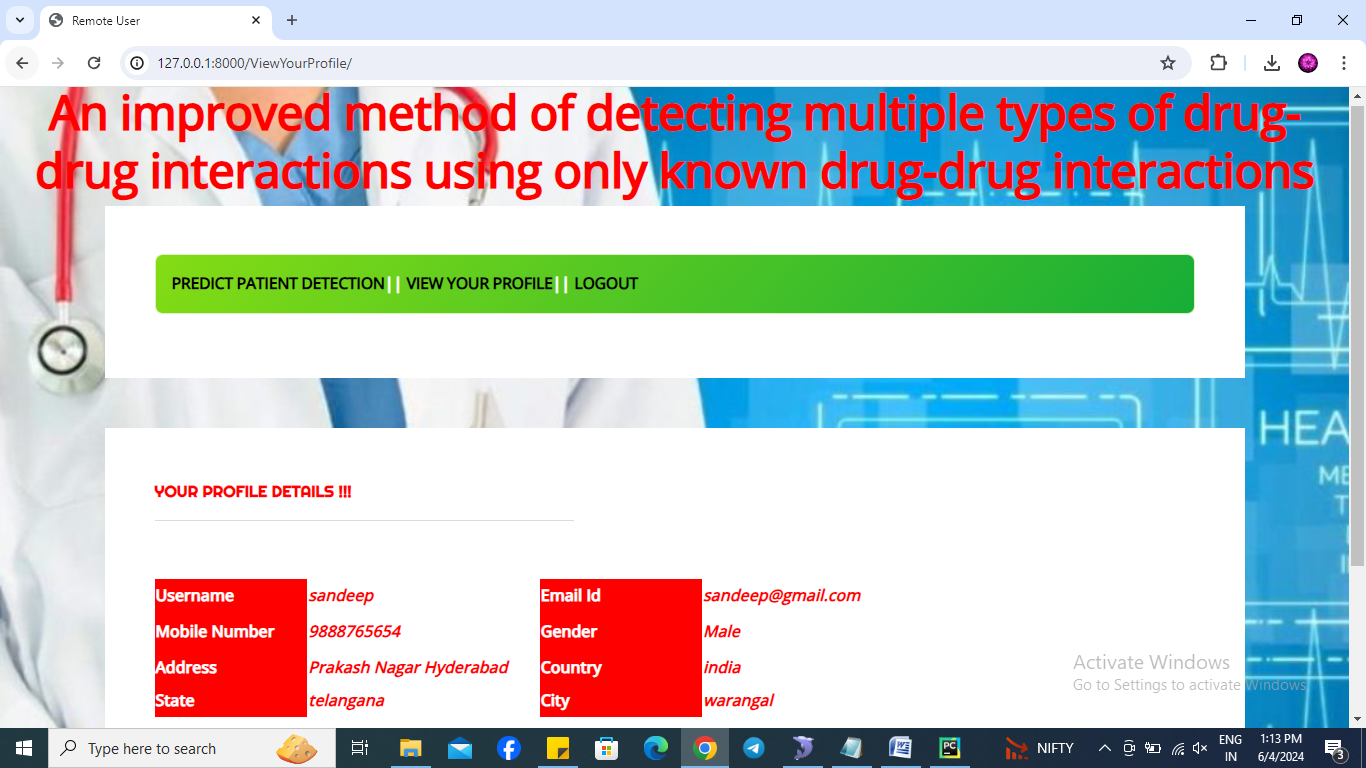 Remote User
127.0.0.1:8000/ViewYourProfile/
An improved method of detecting multiple types of drug-
drug interactions using only known drug-drug interactions
PREDICT PATIENT DETECTION|| VIEW YOUR PROFILE|| LOGOUT
HEA
ME
T
YOUR PROFILE DETAILS !!!
Username sandeep Email Id sandeep@gmail.com
Mobile Number 9888765654 Gender Male
Address Prakash Nagar Hyderabad Country india
State telangana City warangal
Activate Windows
Go to Settings to activate Windows.
Type here to search
NIFTY
ENG
IN
1:13 PM
6/4/2024
3